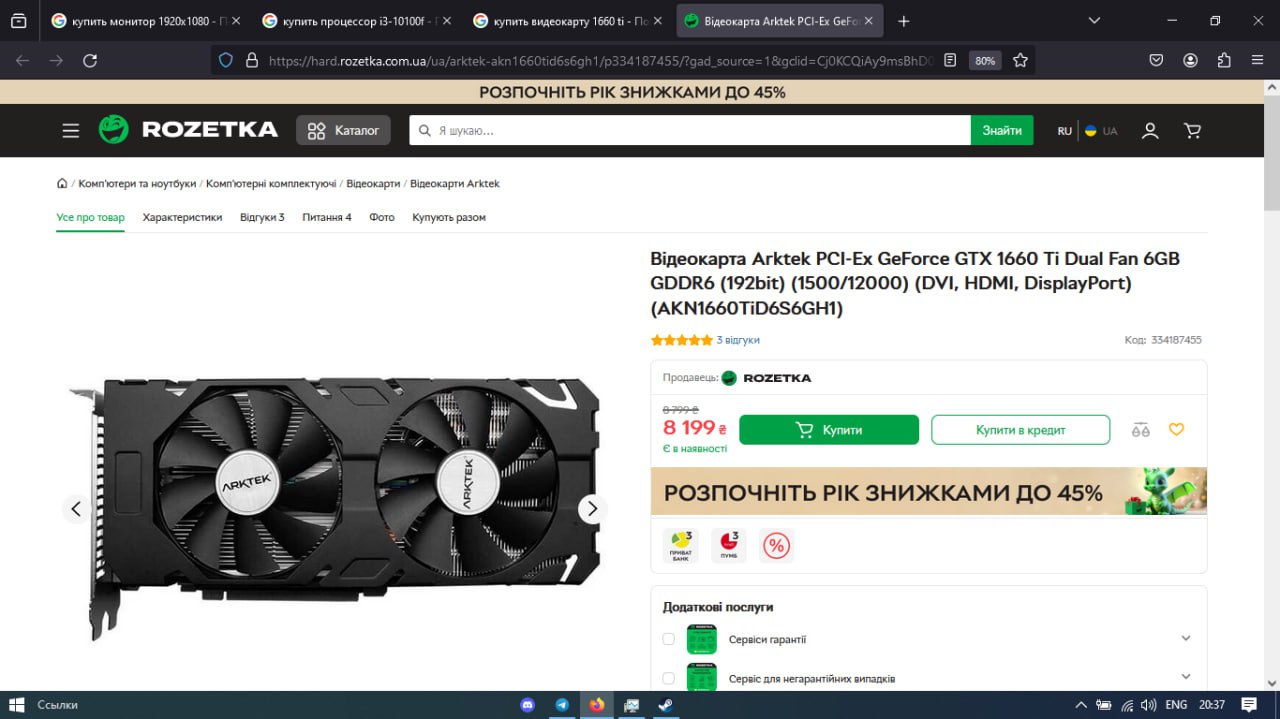 купить монитор 1920x1080 - П
купить процессор i3-10100f -
купить видеокарту 1660 ti - По
Відеокарта Arktek PCI-Ex GeFo
https://hard.rozetka.com.ua/ua/arktek-akn1660tid6s6gh1/p334187455/?gad_source=1&gclid=Cj0KCQiAy9msBhD0
80%
РОЗПОЧНІТЬ РІК ЗНИЖКАМИ ДО 45%
ROZETKA
Каталог
Я шукаю...
Знайти
RU
UA
Комп'ютери та ноутбуки / Комп'ютерні комплектуючі / Відеокарти / Відеокарти Arktek
Усе про товар
Характеристики
Відгуки 3
Питання 4
Фото
Купують разом
Відеокарта Arktek PCI-Ex GeForce GTX 1660 Ti Dual Fan 6GB
GDDR6 (192bit) (1500/12000) (DVI, HDMI, DisplayPort)
(AKN1660TiD6S6GH1)
3 відгуки
Код: 334187455
Продавець:
ROZETKA
8 799 ₴
8 199 ₴
Є в наявності
Купити
Купити в кредит
ARKTEK
ARKTEK
РОЗПОЧНІТЬ РІК ЗНИЖКАМИ ДО 45%
3
ПРИВАТ
БАНК
3
ПУМБ
%
Додаткові послуги
ROZETKA
Сервіси гарантії
ROZETKA
Сервіс для негарантійних випадків
Ссылки
ENG
20:37